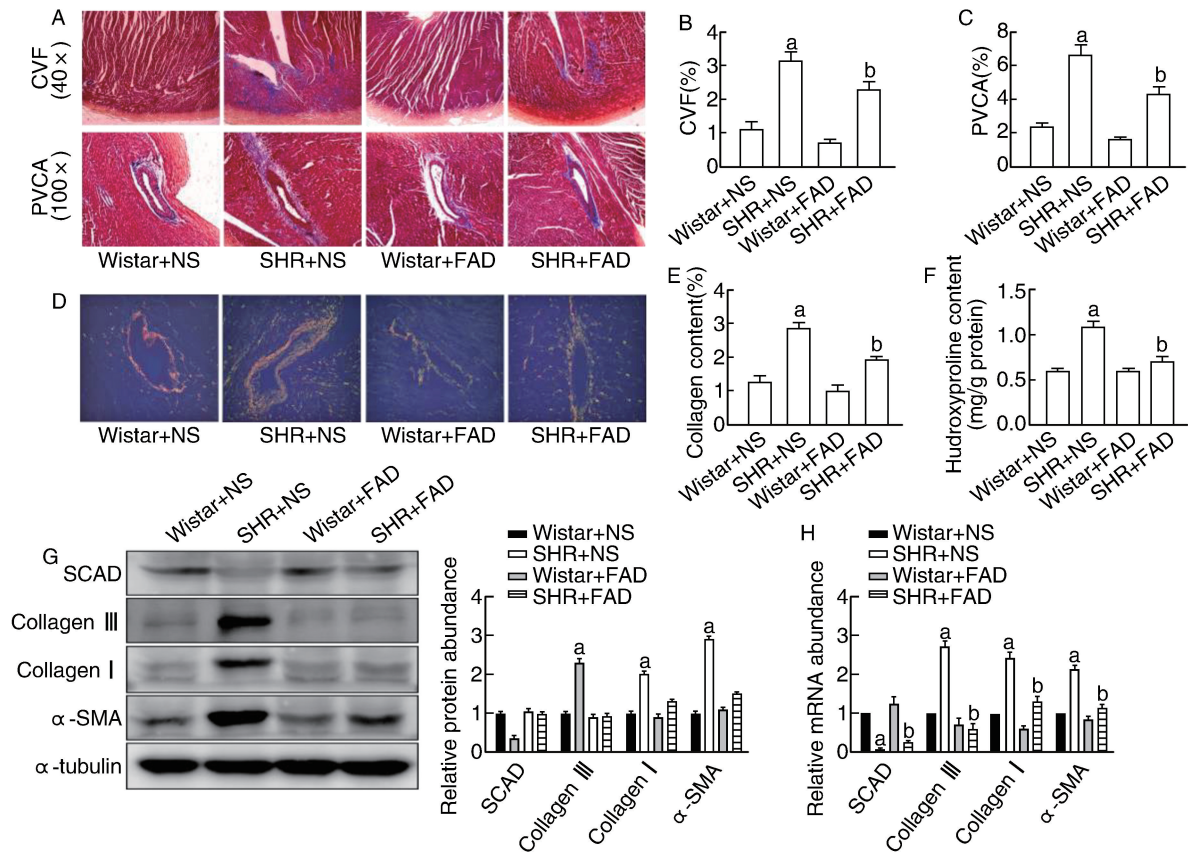 A
CVF
(40×)
PVCA
(100×)
Wistar+NS
SHR+NS
Wistar+FAD
SHR+FAD
B
CVF(%)
4
3
2
1
0
a
b
Wistar+NS
SHR+NS
Wistar+FAD
SHR+FAD
C
PVCA(%)
8
6
4
2
0
a
b
Wistar+NS
SHR+NS
Wistar+FAD
SHR+FAD
D
Wistar+NS
SHR+NS
Wistar+FAD
SHR+FAD
E
Collagen content(%)
4
3
2
1
0
a
b
Wistar+NS
SHR+NS
Wistar+FAD
SHR+FAD
F
Hudroxyproline content
(mg/g protein)
1.5
1.0
0.5
0.0
a
b
Wistar+NS
SHR+NS
Wistar+FAD
SHR+FAD
G
Wistar+NS
SHR+NS
Wistar+FAD
SHR+FAD
SCAD
Collagen Ⅲ
Collagen Ⅰ
α-SMA
α-tubulin
Wistar+NS
SHR+NS
Wistar+FAD
SHR+FAD
Relative protein abundance
4
3
2
1
0
a
a
a
SCAD
Collagen Ⅲ
Collagen Ⅰ
α-SMA
H
Wistar+NS
SHR+NS
Wistar+FAD
SHR+FAD
Relative mRNA abundance
4
3
2
1
0
a
b
a
b
a
b
a
b
SCAD
Collagen Ⅲ
Collagen Ⅰ
α-SMA